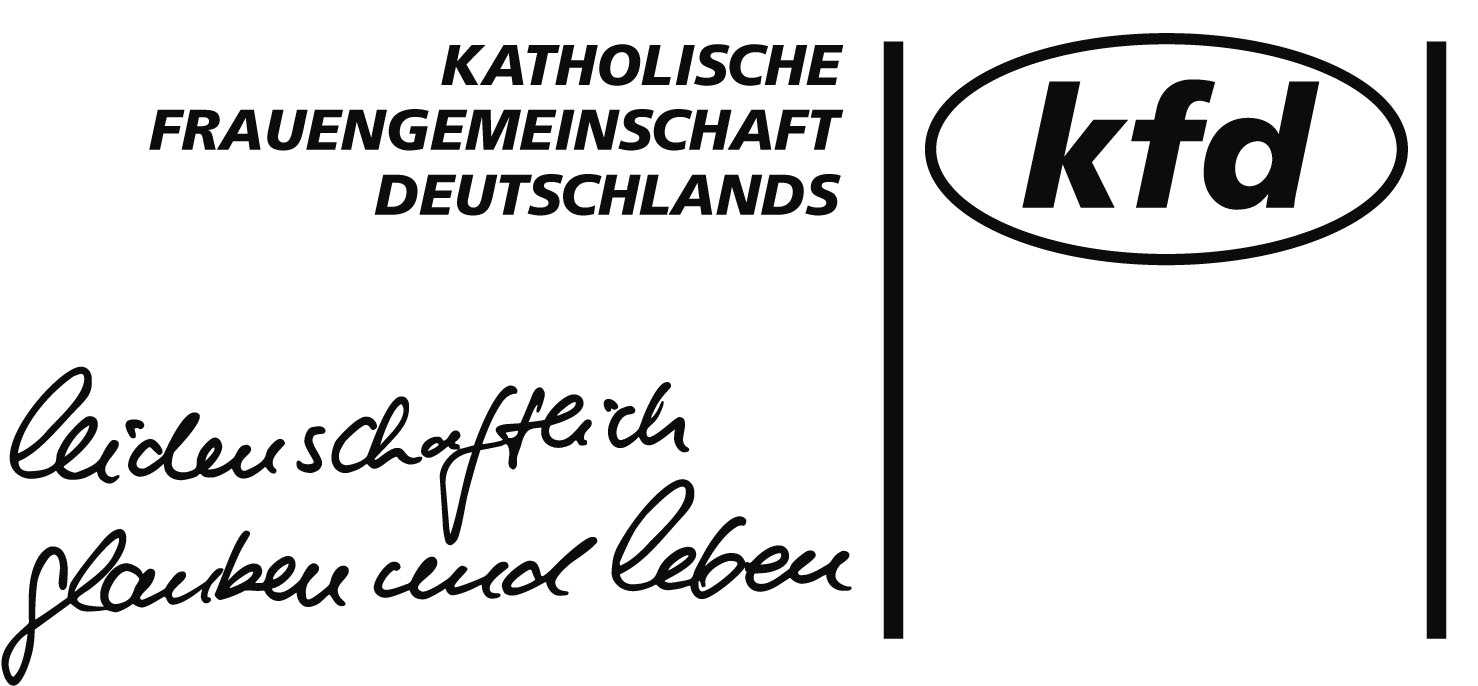 KATHOLISCHE
FRAUENGEMEINSCHAFT
DEUTSCHLANDS
kfd
leidenschaftlich
glauben und leben